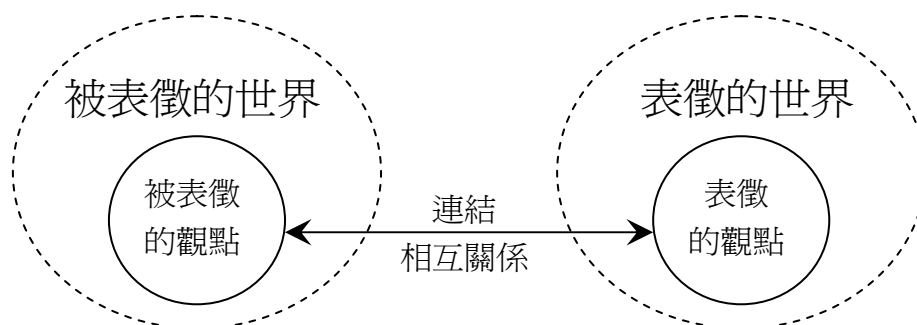 被表徵的世界
表徵的世界
被表徵
的觀點
連結
相互關係
表徵
的觀點